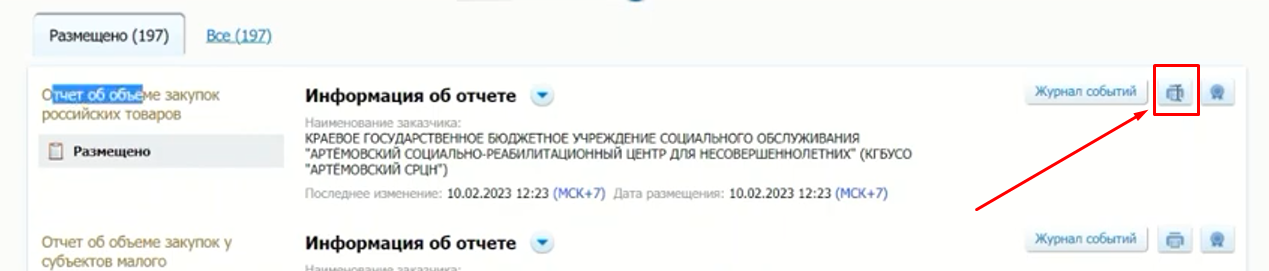 Размещено (197)
Все (197)
Отчет об объеме закупок
российских товаров
Размещено
Информация об отчете
Наименование заказчика:
КРАЕВОЕ ГОСУДАРСТВЕННОЕ БЮДЖЕТНОЕ УЧРЕЖДЕНИЕ СОЦИАЛЬНОГО ОБСЛУЖИВАНИЯ
"АРТЁМОВСКИЙ СОЦИАЛЬНО-РЕАБИЛИТАЦИОННЫЙ ЦЕНТР ДЛЯ НЕСОВЕРШЕННОЛЕТНИХ" (КГБУСО
"АРТЁМОВСКИЙ СРЦН")
Последнее изменение: 10.02.2023 12:23 (МСК+7) Дата размещения: 10.02.2023 12:23 (МСК+7)
Журнал событий
Отчет об объеме закупок у
субъектов малого
Информация об отчете
Наименование заказчика:
Журнал событий